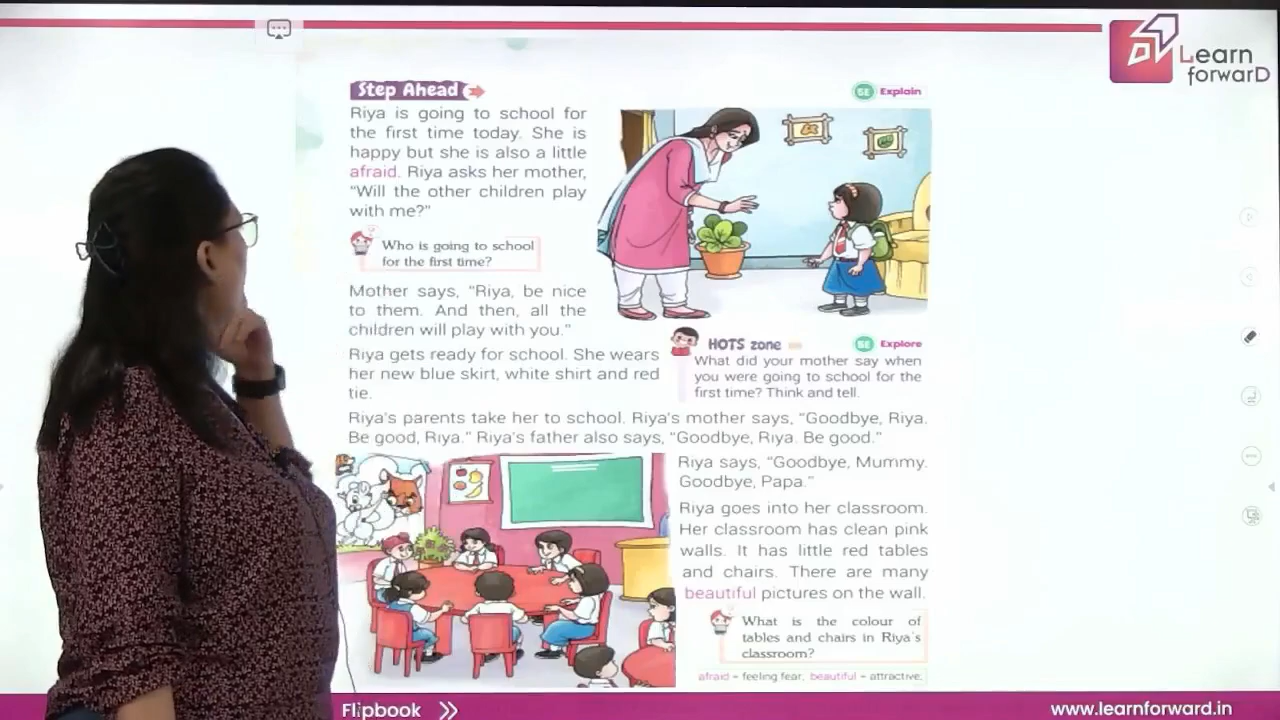 Learn
forwarD
Step Ahead
5E Explain
Riya is going to school for
the first time today. She is
happy but she is also a little
afraid. Riya asks her mother,
“Will the other children play
with me?”
Who is going to school
for the first time?
Mother says, “Riya, be nice
to them. And then, all the
children will play with you.”
Riya gets ready for school. She wears
her new blue skirt, white shirt and red
tie.
HOTS zone
5E Explore
What did your mother say when
you were going to school for the
first time? Think and tell.
Riya's parents take her to school. Riya's mother says, “Goodbye, Riya.
Be good, Riya.” Riya's father also says, “Goodbye, Riya. Be good.”
Riya says, “Goodbye, Mummy.
Goodbye, Papa.”
Riya goes into her classroom.
Her classroom has clean pink
walls. It has little red tables
and chairs. There are many
beautiful pictures on the wall.
What is the colour of
tables and chairs in Riya's
classroom?
afraid – feeling fear; beautiful – attractive;
Flipbook
www.learnforward.in